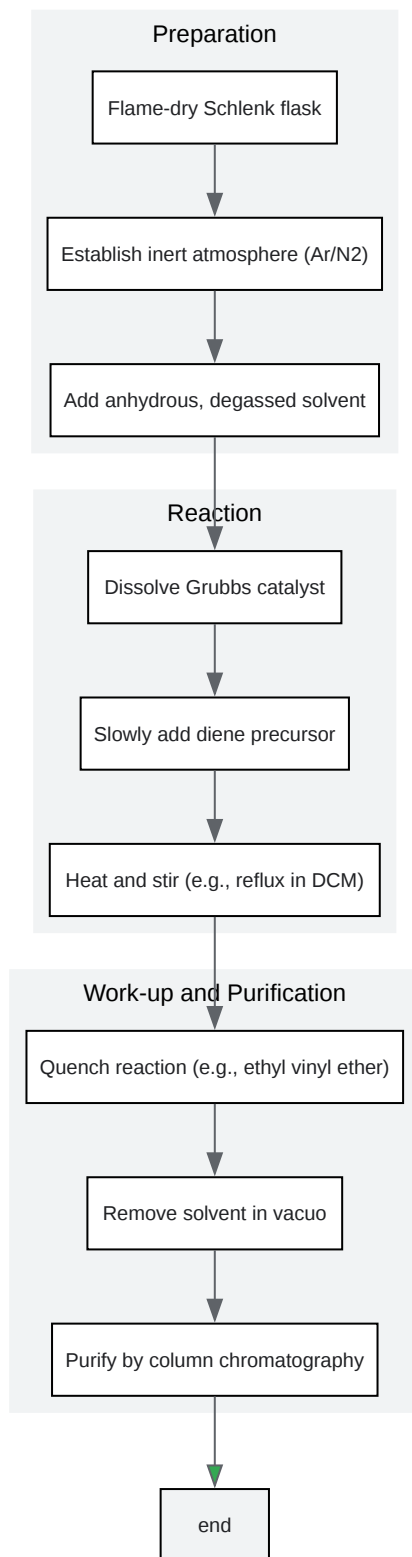 Preparation
Flame-dry Schlenk flask
Establish inert atmosphere (Ar/N2)
Add anhydrous, degassed solvent
Reaction
Dissolve Grubbs catalyst
Slowly add diene precursor
Heat and stir (e.g., reflux in DCM)
Work-up and Purification
Quench reaction (e.g., ethyl vinyl ether)
Remove solvent in vacuo
Purify by column chromatography
end